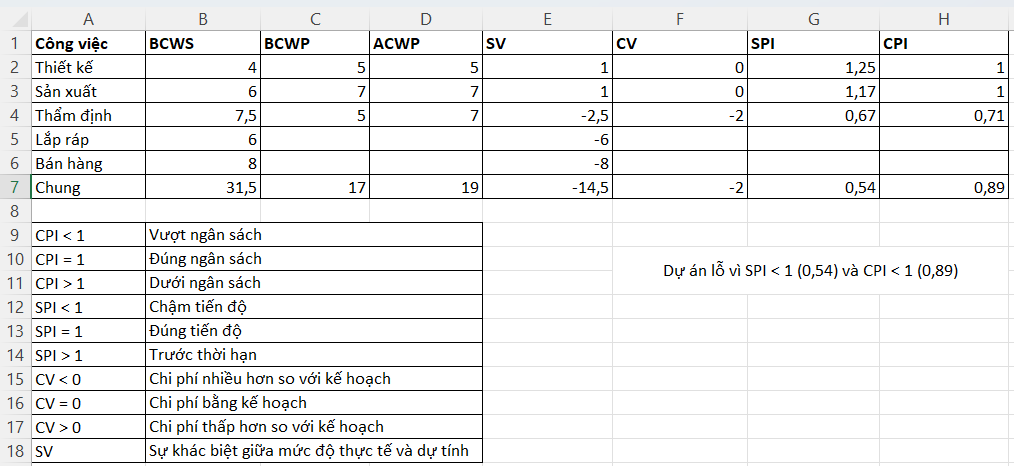 A B C D E F G H
1 Công việc BCWS BCWP ACWP SV CV SPI CPI
2 Thiết kế 4 5 5 1 0 1,25 1
3 Sản xuất 6 7 7 1 0 1,17 1
4 Thẩm định 7,5 5 7 -2,5 -2 0,67 0,71
5 Lắp ráp 6 -6
6 Bán hàng 8 -8
7 Chung 31,5 17 19 -14,5 -2 0,54 0,89
8
9 CPI < 1 Vượt ngân sách
10 CPI = 1 Đúng ngân sách
Dự án lỗ vì SPI < 1 (0,54) và CPI < 1 (0,89)
11 CPI > 1 Dưới ngân sách
12 SPI < 1 Chậm tiến độ
13 SPI = 1 Đúng tiến độ
14 SPI > 1 Trước thời hạn
15 CV < 0 Chi phí nhiều hơn so với kế hoạch
16 CV = 0 Chi phí bằng kế hoạch
17 CV > 0 Chi phí thấp hơn so với kế hoạch
18 SV Sự khác biệt giữa mức độ thực tế và dự tính